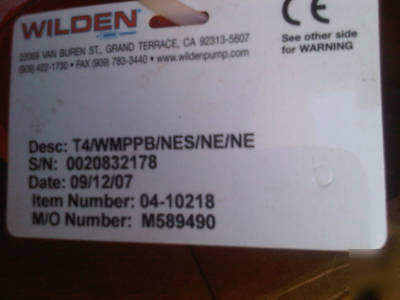 WILDEN
CE
22069 VAN BUREN ST., GRAND TERRACE, CA 92313-5607
(909) 422-1730 • FAX (909) 783-3440 • www.wildenpump.com
See other side
for WARNING
Desc: T4/WMPPB/NES/NE/NE
S/N: 0020832178
Date: 09/12/07
Item Number: 04-10218
M/O Number: M589490